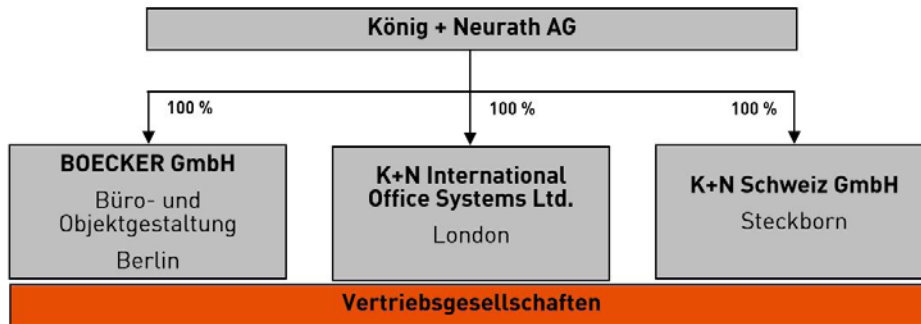 König + Neurath AG
100 %
100 %
100 %
BOECKER GmbH
Büro- und
Objektgestaltung
Berlin
K+N International
Office Systems Ltd.
London
K+N Schweiz GmbH
Steckborn
Vertriebsgesellschaften